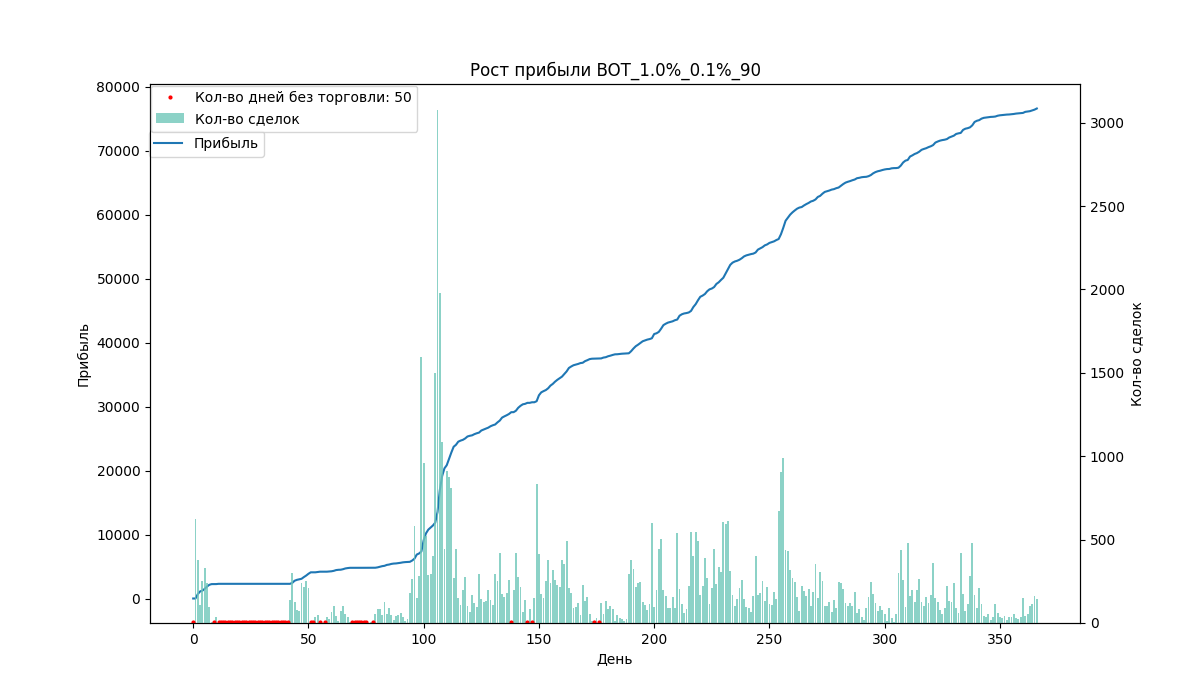 Рост прибыли BOT_1.0%_0.1%_90
Кол-во дней без торговли: 50
Кол-во сделок
Прибыль
80000
70000
60000
50000
40000
30000
20000
10000
0
Прибыль
3000
2500
2000
1500
1000
500
0
Кол-во сделок
0 50 100 150 200 250 300 350
День